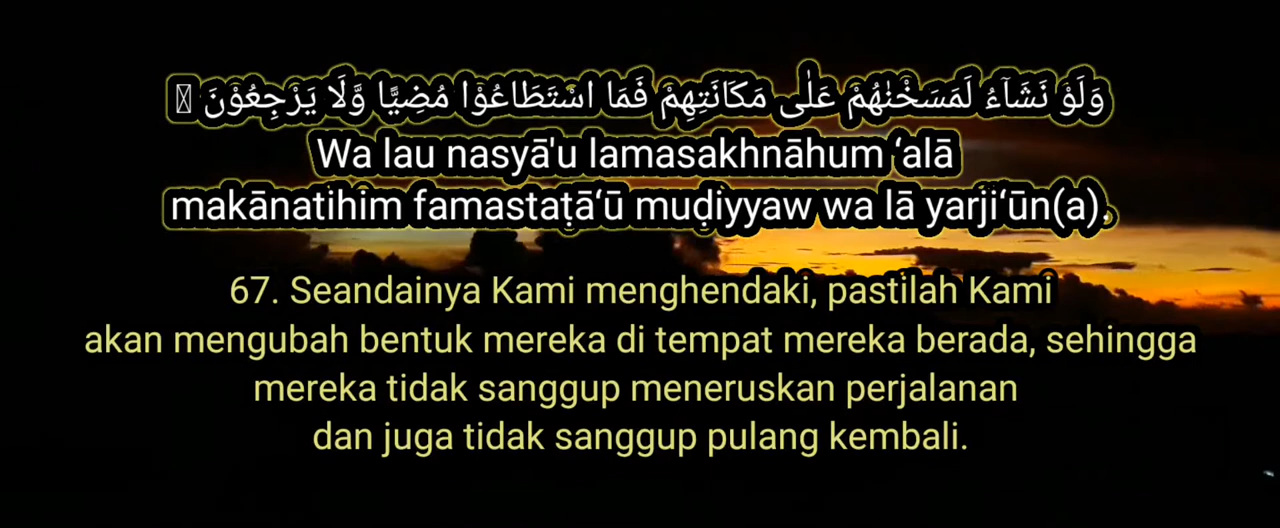 وَلَوْ نَشَاۤءُ لَمَسَخْنٰهُمْ عَلٰى مَكَانَتِهِمْ فَمَا اسْتَطَاعُوْا مُضِيًّا وَّلَا يَرْجِعُوْنَ
Wa lau nasyā'u lamasakhnāhum ‘alā
makānatihim famastaṭā‘ū muḍiyyaw wa lā yarji‘ūn(a).
67. Seandainya Kami menghendaki, pastilah Kami
akan mengubah bentuk mereka di tempat mereka berada, sehingga
mereka tidak sanggup meneruskan perjalanan
dan juga tidak sanggup pulang kembali.